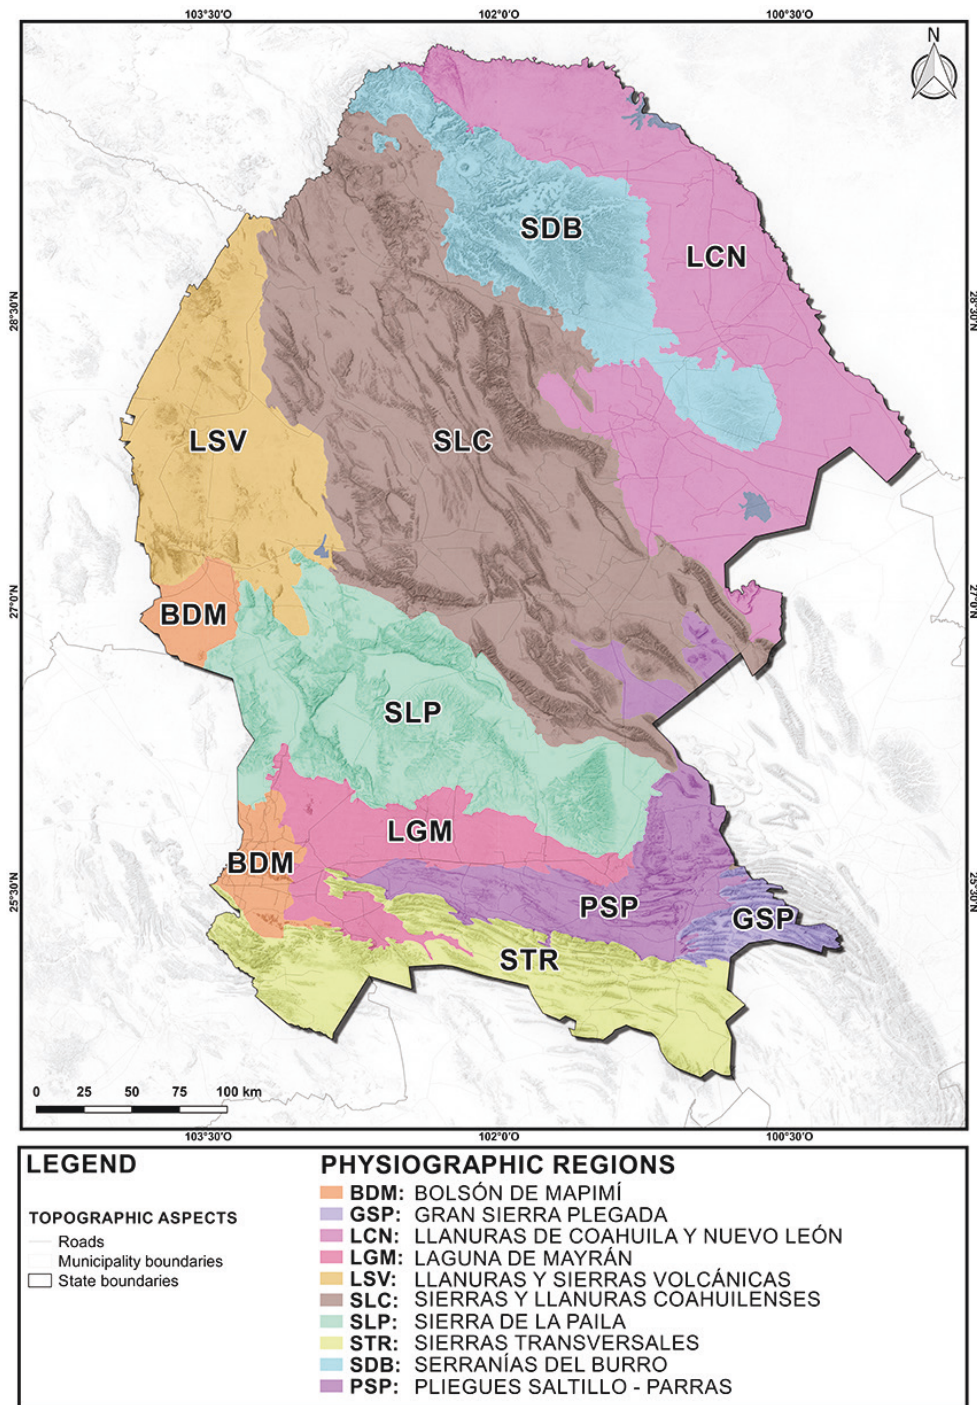 103°30'O 102°0'O 100°30'O
N
SDB
LCN
28°30'N 28°30'N
LSV
SLC
27°0'N 27°0'N
BDM
SLP
LGM
BDM
25°30'N 25°30'N
PSP
GSP
STR
0 25 50 75 100 km
103°30'O 102°0'O 100°30'O
LEGEND
TOPOGRAPHIC ASPECTS
Roads
Municipality boundaries
State boundaries
PHYSIOGRAPHIC REGIONS
BDM: BOLSÓN DE MAPIMÍ
GSP: GRAN SIERRA PLEGADA
LCN: LLANURAS DE COAHUILA Y NUEVO LEÓN
LGM: LAGUNA DE MAYRÁN
LSV: LLANURAS Y SIERRAS VOLCÁNICAS
SLC: SIERRAS Y LLANURAS COAHUILENSES
SLP: SIERRA DE LA PAILA
STR: SIERRAS TRANSVERSALES
SDB: SERRANÍAS DEL BURRO
PSP: PLIEGUES SALTILLO - PARRAS